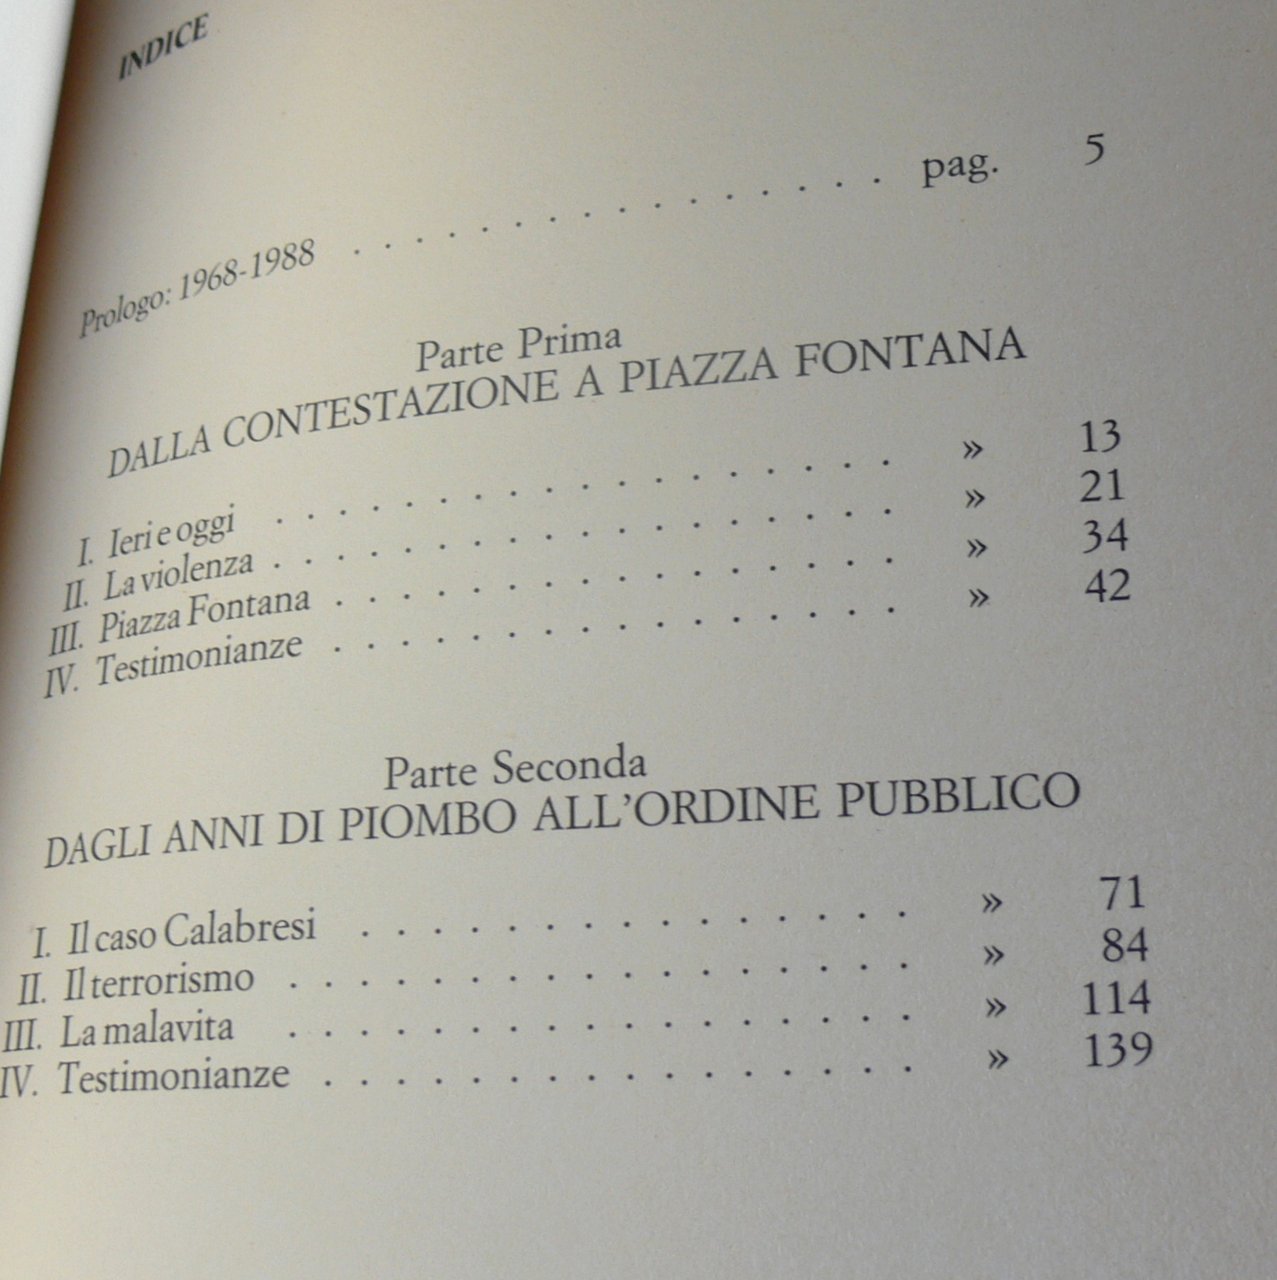 INDICE
Prologo: 1968-1988 . . . . . . . . . . . . . . . . pag. 5
Parte Prima
DALLA CONTESTAZIONE A PIAZZA FONTANA
I. Ieri e oggi . . . . . . . . . . . . . . . . . . . » 13
II. La violenza . . . . . . . . . . . . . . . . . . . » 21
III. Piazza Fontana . . . . . . . . . . . . . . . . . » 34
IV. Testimonianze . . . . . . . . . . . . . . . . . » 42
Parte Seconda
DAGLI ANNI DI PIOMBO ALL'ORDINE PUBBLICO
I. Il caso Calabresi . . . . . . . . . . . . . . . » 71
II. Il terrorismo . . . . . . . . . . . . . . . . . » 84
III. La malavita . . . . . . . . . . . . . . . . . » 114
IV. Testimonianze . . . . . . . . . . . . . . . . » 139